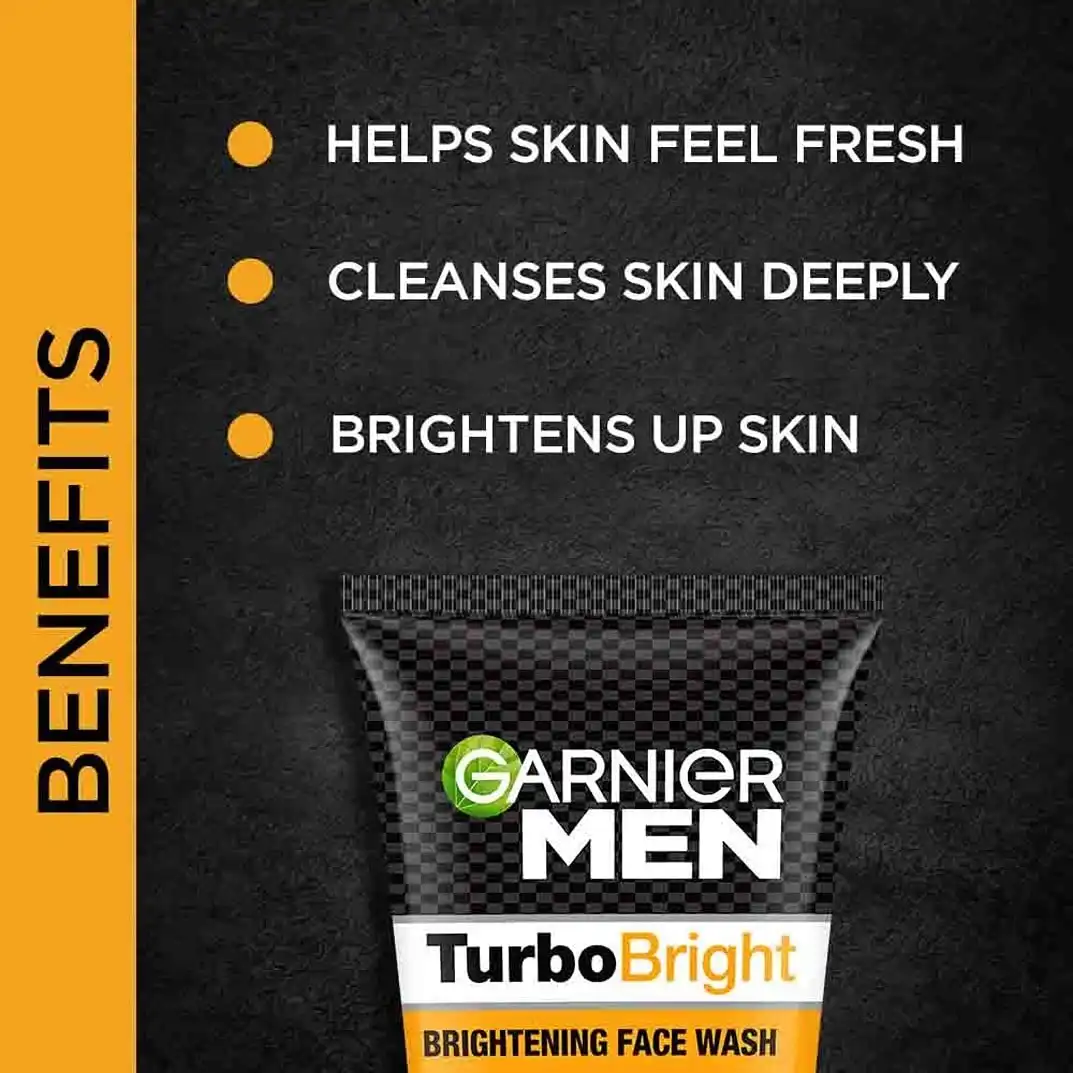 BENEFITS
HELPS SKIN FEEL FRESH
CLEANSES SKIN DEEPLY
BRIGHTENS UP SKIN
GARNIER
MEN
TurboBright
BRIGHTENING FACE WASH